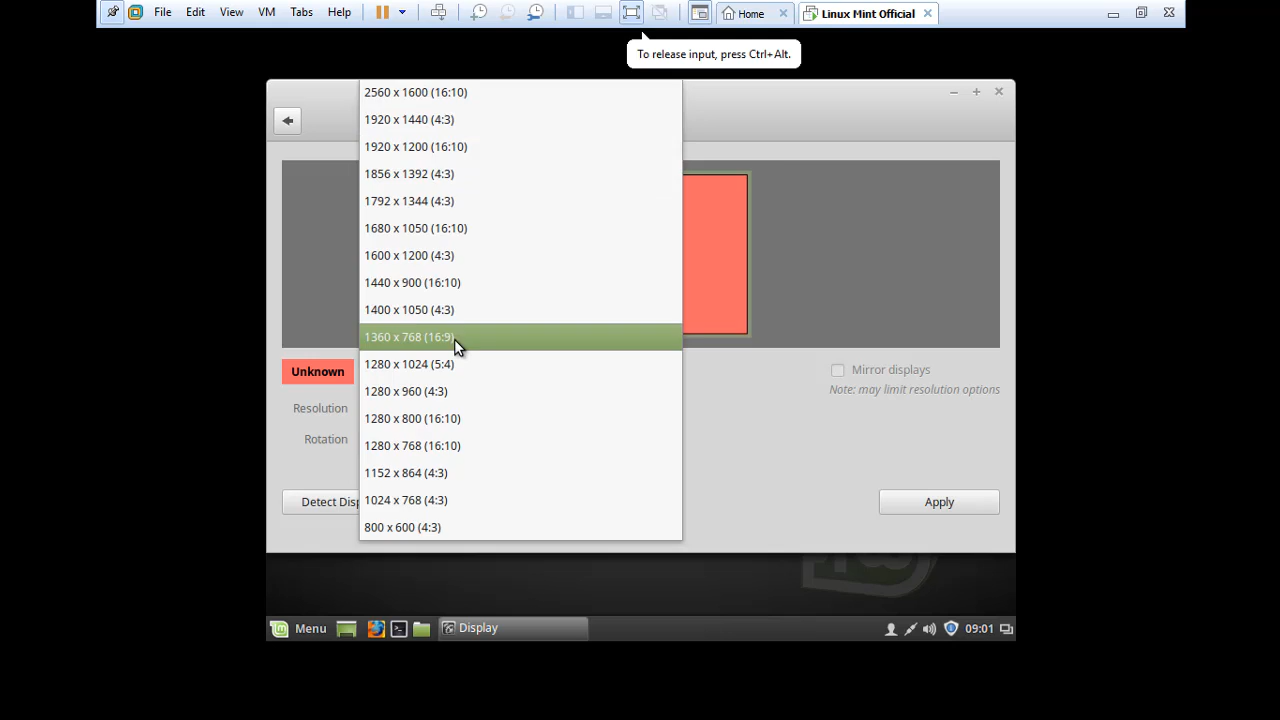 File Edit View VM Tabs Help Home Linux Mint Official
To release input, press Ctrl+Alt.
2560 x 1600 (16:10)
1920 x 1440 (4:3)
1920 x 1200 (16:10)
1856 x 1392 (4:3)
1792 x 1344 (4:3)
1680 x 1050 (16:10)
1600 x 1200 (4:3)
1440 x 900 (16:10)
1400 x 1050 (4:3)
1360 x 768 (16:9)
1280 x 1024 (5:4)
1280 x 960 (4:3)
1280 x 800 (16:10)
1280 x 768 (16:10)
1152 x 864 (4:3)
1024 x 768 (4:3)
800 x 600 (4:3)
Unknown
Resolution
Rotation
Detect Disp
Mirror displays
Note: may limit resolution options
Apply
Menu Display 09:01